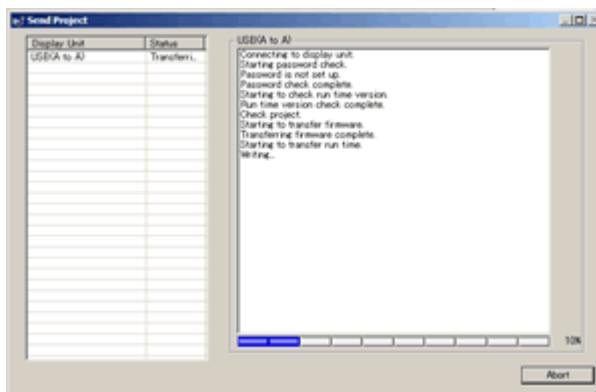 Send Project
Display Unit Status
USB(A to A) Transferri...
USB(A to A)
Connecting to display unit.
Starting password check.
Password is not set up.
Password check complete.
Starting to check run time version.
Run time version check complete.
Check project.
Starting to transfer firmware.
Transferring firmware complete.
Starting to transfer run time.
Writing...
10%
Abort